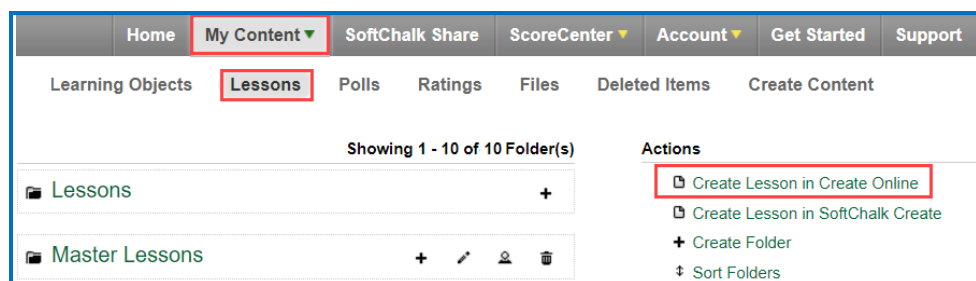 Home My Content SoftChalk Share ScoreCenter Account Get Started Support
Learning Objects Lessons Polls Ratings Files Deleted Items Create Content
Showing 1 - 10 of 10 Folder(s)
Lessons
Master Lessons
Actions
Create Lesson in Create Online
Create Lesson in SoftChalk Create
Create Folder
Sort Folders